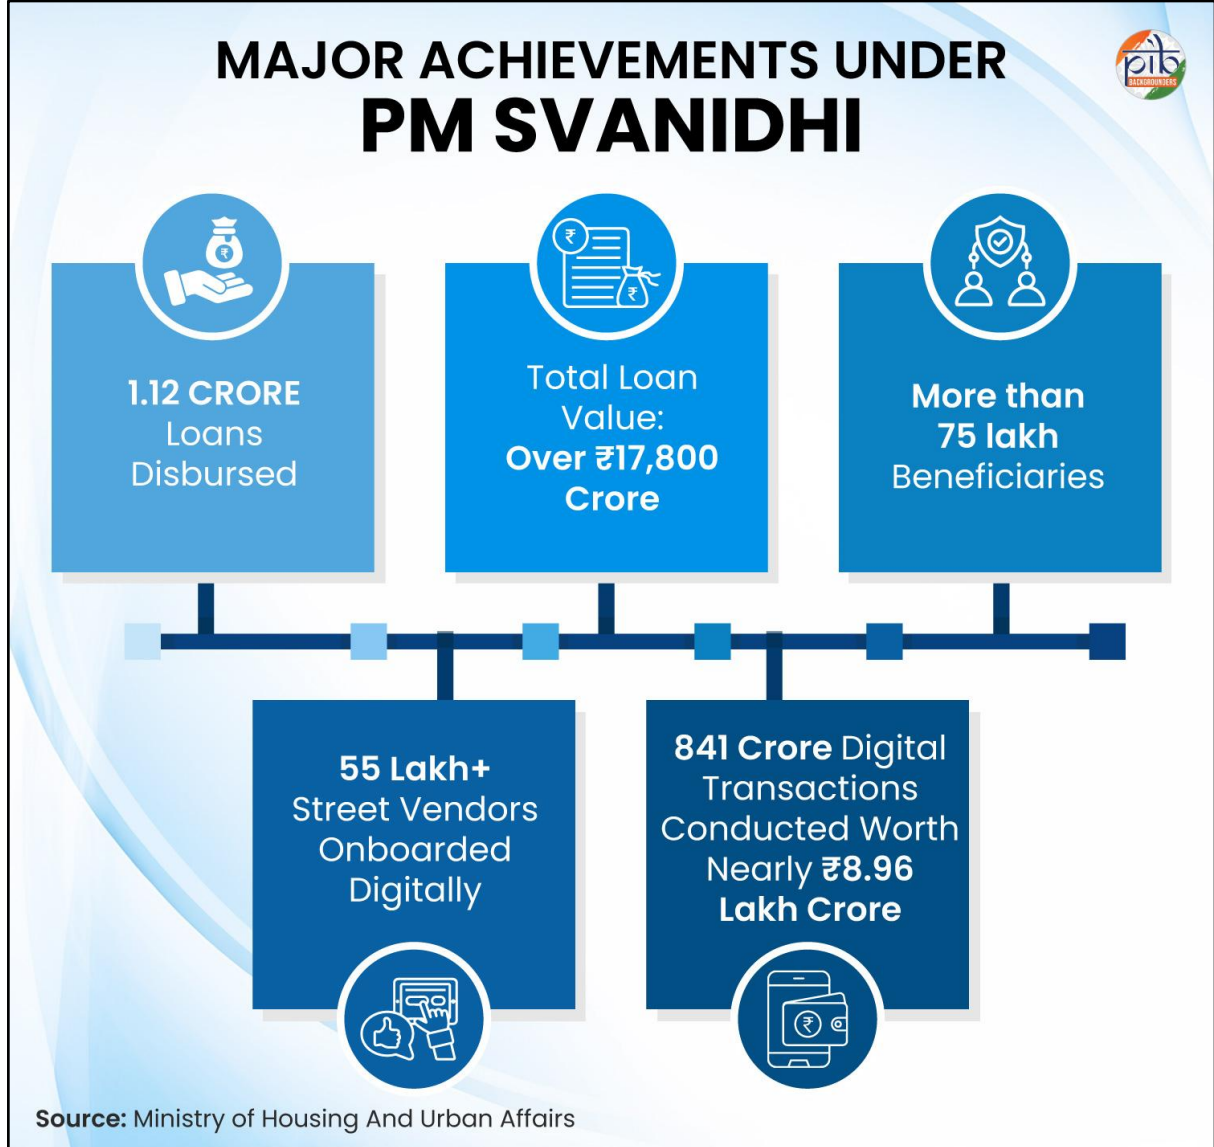 MAJOR ACHIEVEMENTS UNDER
PM SVANIDHI
pib
BACKGROUNDERS
1.12 CRORE
Loans
Disbursed
Total Loan
Value:
Over ₹17,800
Crore
More than
75 lakh
Beneficiaries
55 Lakh+
Street Vendors
Onboarded
Digitally
841 Crore Digital
Transactions
Conducted Worth
Nearly ₹8.96
Lakh Crore
Source: Ministry of Housing And Urban Affairs